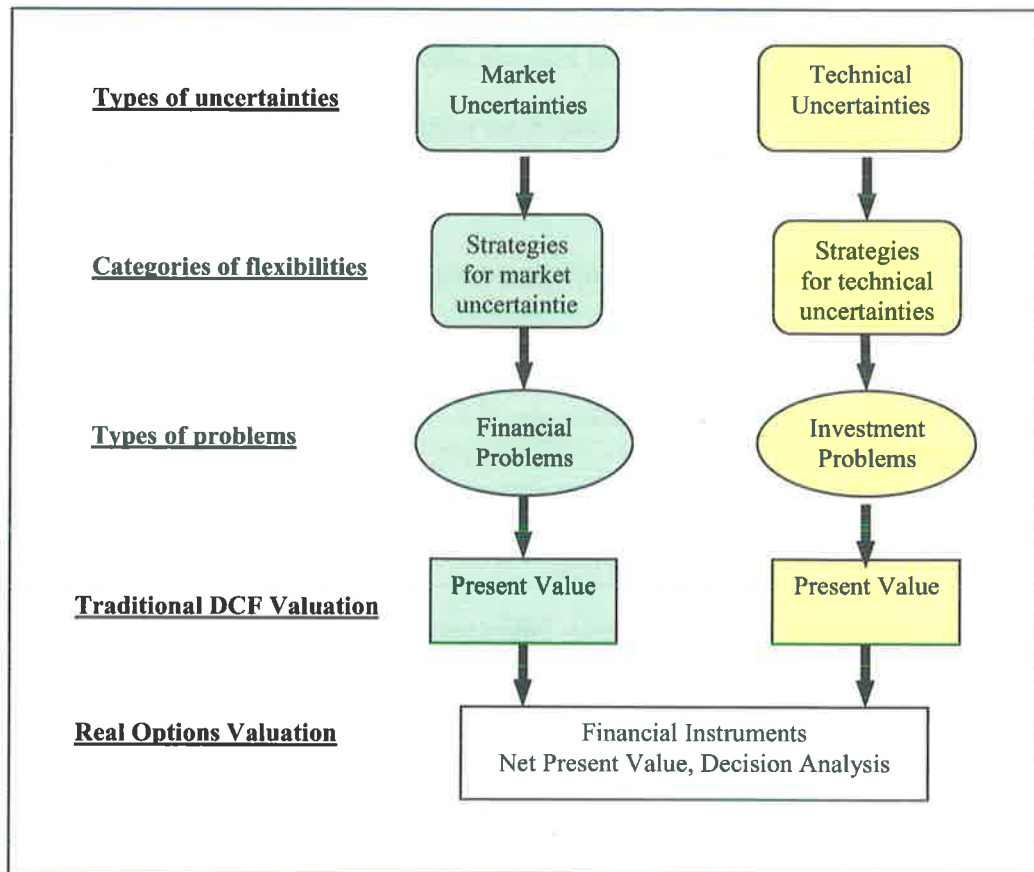 Types of uncertainties
Market
Uncertainties
Technical
Uncertainties
Categories of flexibilities
Strategies
for market
uncertaintie
Strategies
for technical
uncertainties
Types of problems
Financial
Problems
Investment
Problems
Traditional DCF Valuation
Present Value
Present Value
Real Options Valuation
Financial Instruments
Net Present Value, Decision Analysis